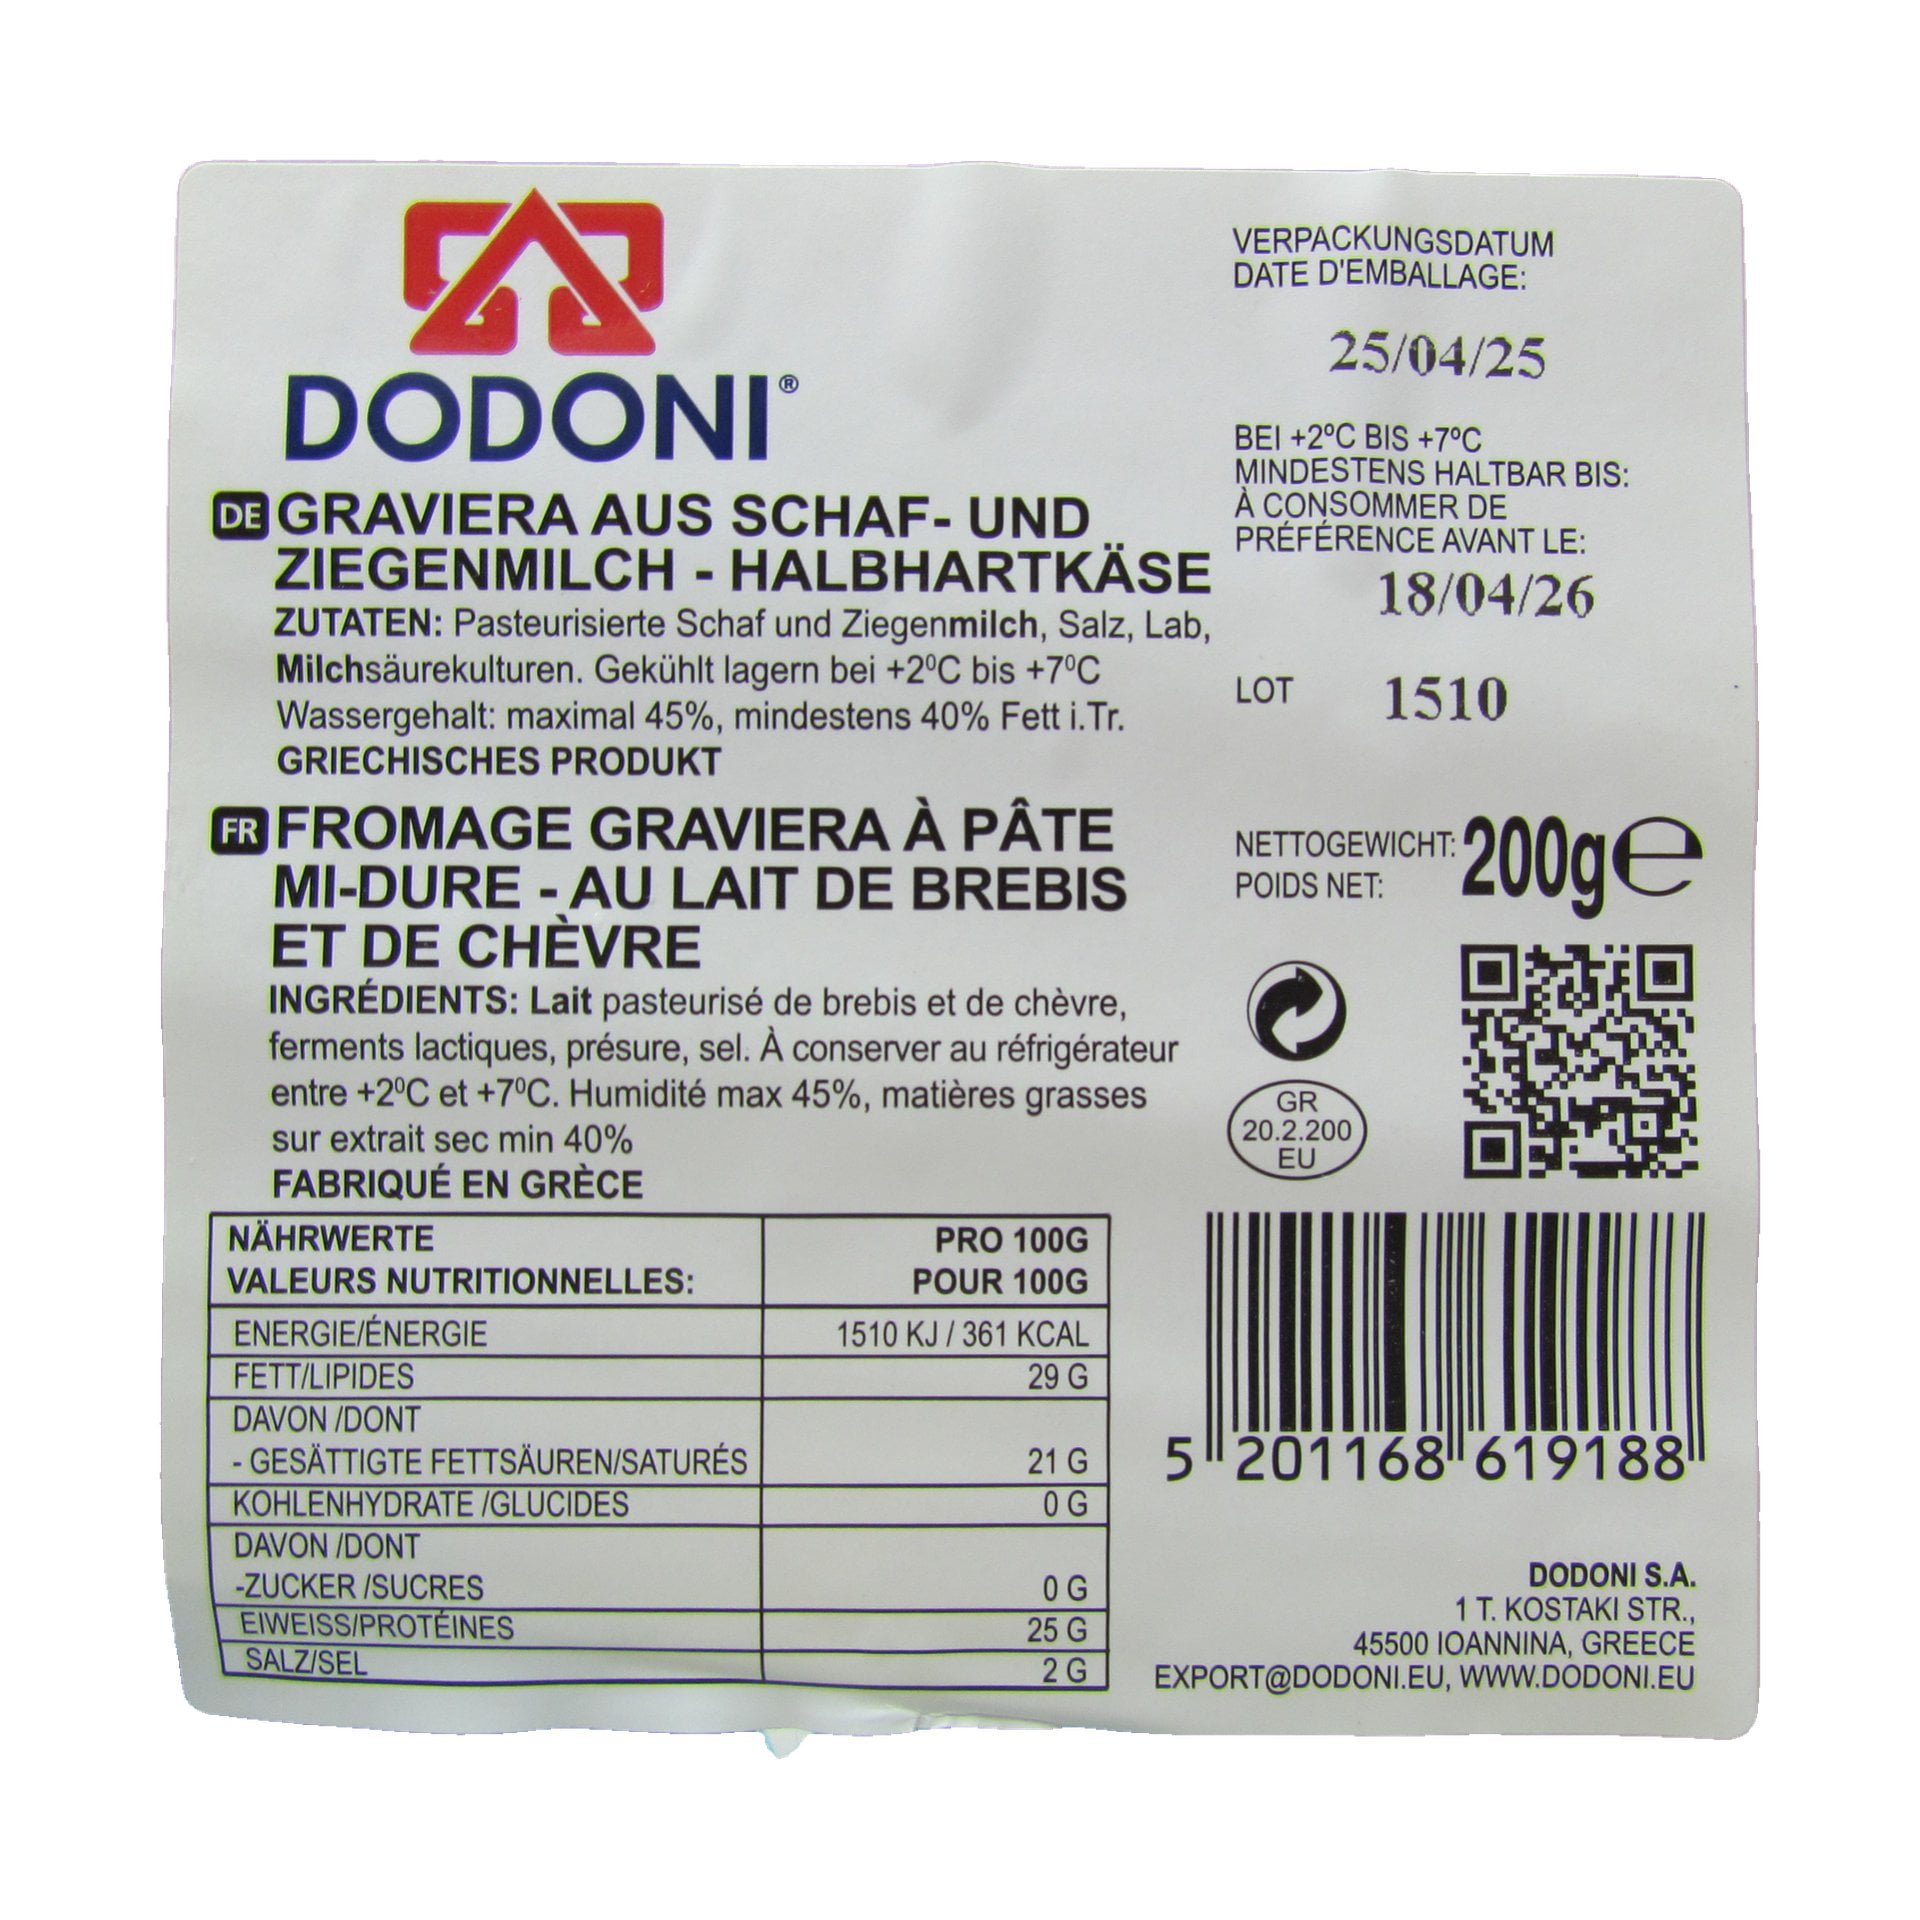 DODONI®
DE GRAVIERA AUS SCHAF- UND
ZIEGENMILCH - HALBHARTKÄSE
ZUTATEN: Pasteurisierte Schaf und Ziegenmilch, Salz, Lab,
Milchsäurekulturen. Gekühlt lagern bei +2ºC bis +7ºC
Wassergehalt: maximal 45%, mindestens 40% Fett i.Tr.
GRIECHISCHES PRODUKT
FR FROMAGE GRAVIERA À PÂTE
MI-DURE - AU LAIT DE BREBIS
ET DE CHÈVRE
INGRÉDIENTS: Lait pasteurisé de brebis et de chèvre,
ferments lactiques, présure, sel. À conserver au réfrigérateur
entre +2ºC et +7ºC. Humidité max 45%, matières grasses
sur extrait sec min 40%
FABRIQUÉ EN GRÈCE
NÄHRWERTE PRO 100G
VALEURS NUTRITIONNELLES: POUR 100G
ENERGIE/ÉNERGIE 1510 KJ / 361 KCAL
FETT/LIPIDES 29 G
DAVON /DONT
- GESÄTTIGTE FETTSÄUREN/SATURÉS 21 G
KOHLENHYDRATE /GLUCIDES 0 G
DAVON /DONT
-ZUCKER /SUCRES 0 G
EIWEISS/PROTÉINES 25 G
SALZ/SEL 2 G
VERPACKUNGSDATUM
DATE D'EMBALLAGE:
25/04/25
BEI +2ºC BIS +7ºC
MINDESTENS HALTBAR BIS:
À CONSOMMER DE
PRÉFÉRENCE AVANT LE:
18/04/26
LOT 1510
NETTOGEWICHT: 200g e
POIDS NET:
GR
20.2.200
EU
5 201168 619188
DODONI S.A.
1 T. KOSTAKI STR.,
45500 IOANNINA, GREECE
EXPORT@DODONI.EU, WWW.DODONI.EU